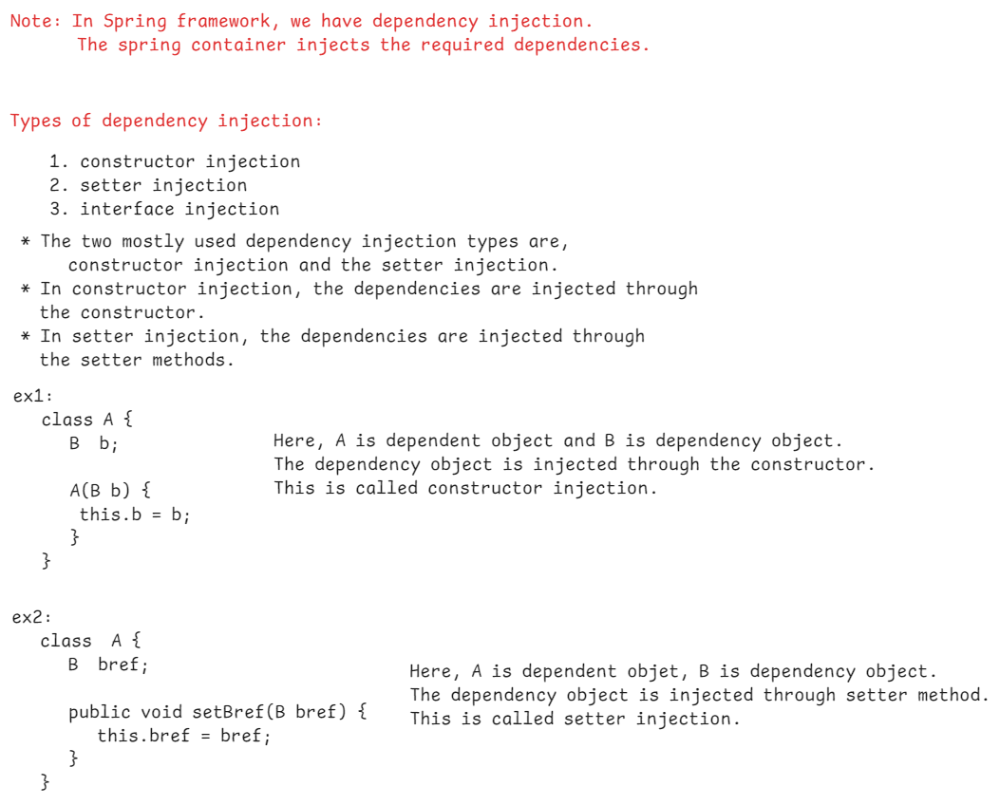 Note: In Spring framework, we have dependency injection.
The spring container injects the required dependencies.
Types of dependency injection:
1. constructor injection
2. setter injection
3. interface injection
* The two mostly used dependency injection types are,
constructor injection and the setter injection.
* In constructor injection, the dependencies are injected through
the constructor.
* In setter injection, the dependencies are injected through
the setter methods.
ex1:
class A {
B  b;
A(B b) {
this.b = b;
}
}
Here, A is dependent object and B is dependency object.
The dependency object is injected through the constructor.
This is called constructor injection.
ex2:
class  A {
B  bref;
public void setBref(B bref) {
this.bref = bref;
}
}
Here, A is dependent objet, B is dependency object.
The dependency object is injected through setter method.
This is called setter injection.